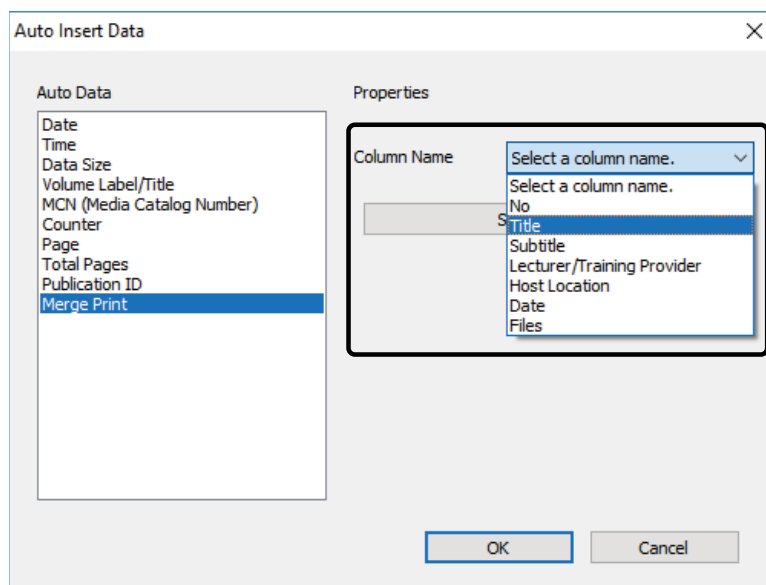 Auto Insert Data
Auto Data
Date
Time
Data Size
Volume Label/Title
MCN (Media Catalog Number)
Counter
Page
Total Pages
Publication ID
Merge Print
Properties
Column Name
Select a column name.
Select a column name.
No
Title
Subtitle
Lecturer/Training Provider
Host Location
Date
Files
OK
Cancel